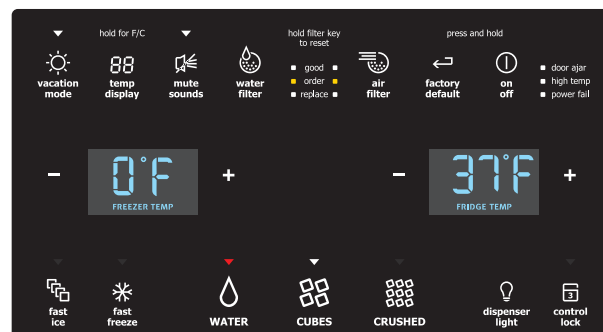 hold for F/C
hold filter key
to reset
press and hold
88
vacation
mode
temp
display
mute
sounds
water
filter
good
order
replace
air
filter
factory
default
on
off
door ajar
high temp
power fail
− 0°F +
FREEZER TEMP
− 37°F +
FRIDGE TEMP
fast
ice
fast
freeze
WATER
CUBES
CRUSHED
dispenser
light
3
control
lock